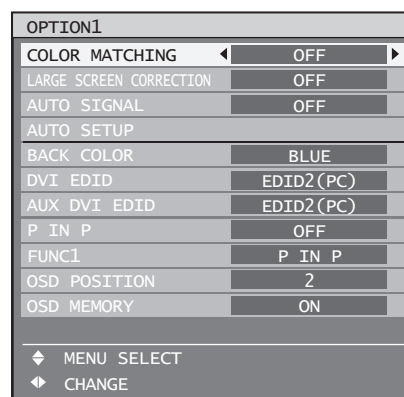 OPTION1
COLOR MATCHING OFF
LARGE SCREEN CORRECTION OFF
AUTO SIGNAL OFF
AUTO SETUP
BACK COLOR BLUE
DVI EDID EDID2(PC)
AUX DVI EDID EDID2(PC)
P IN P OFF
FUNC1 P IN P
OSD POSITION 2
OSD MEMORY ON
MENU SELECT
CHANGE